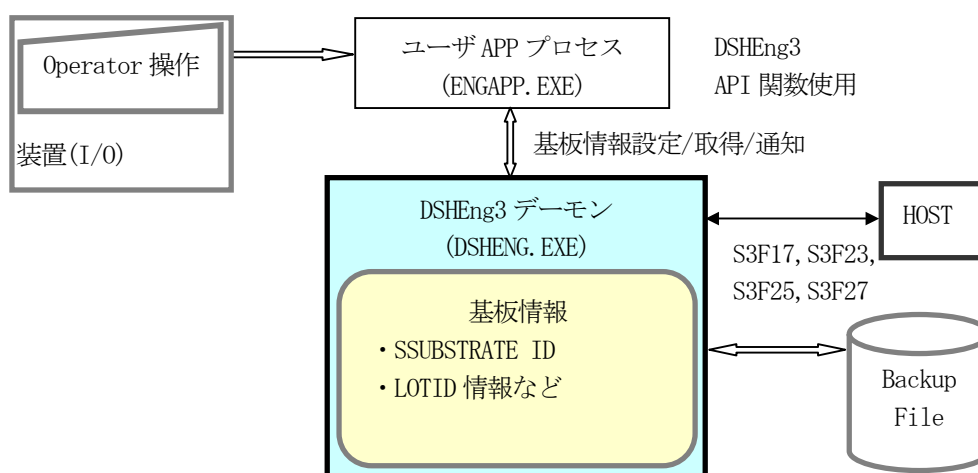 Operator 操作
装置(I/O)
ユーザ APP プロセス
(ENGAPP.EXE)
DSHEng3
API 関数使用
基板情報設定/取得/通知
DSHEng3 デーモン
(DSHENG.EXE)
HOST
S3F17, S3F23,
S3F25, S3F27
基板情報
・SSUBSTRATE ID
・LOTID 情報など
Backup
File